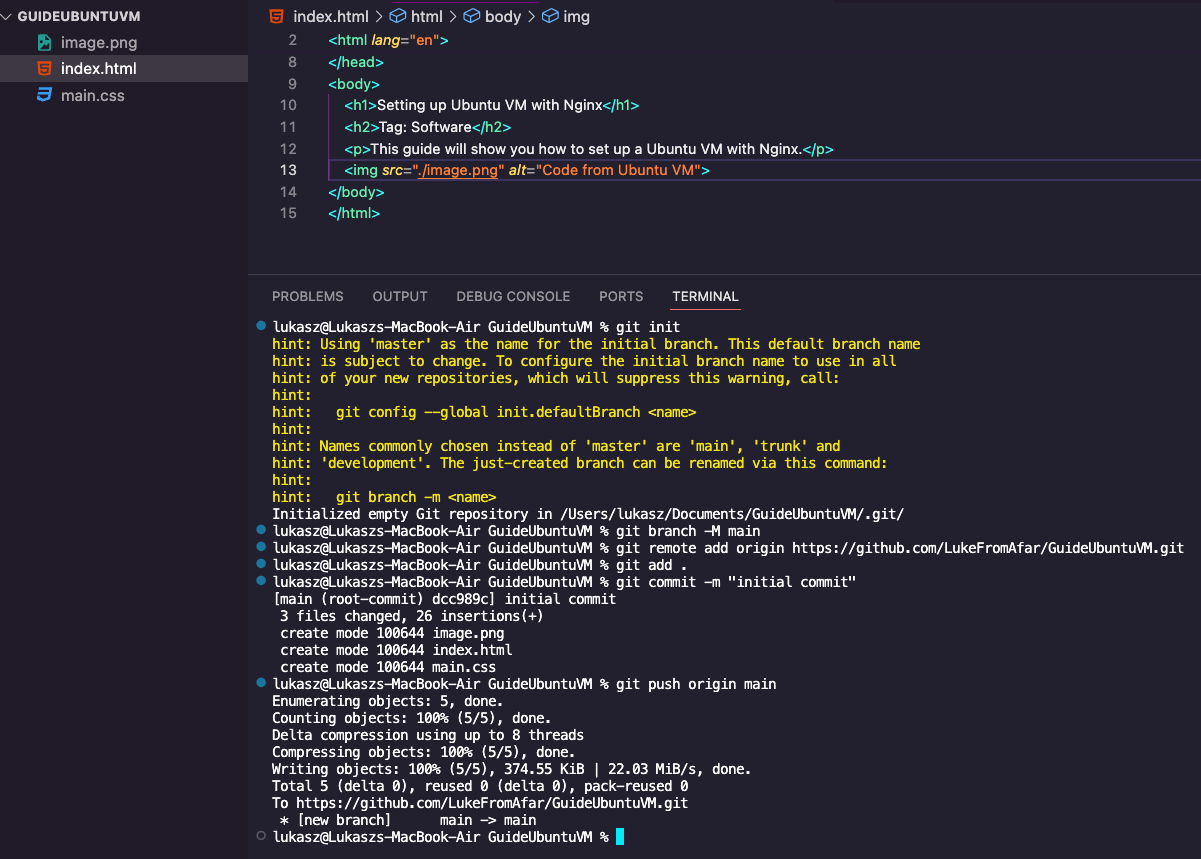 GUIDEUBUNTUVM
image.png
index.html
main.css
index.html > html > body > img
2 <html lang="en">
8 </head>
9 <body>
10 <h1>Setting up Ubuntu VM with Nginx</h1>
11 <h2>Tag: Software</h2>
12 <p>This guide will show you how to set up a Ubuntu VM with Nginx.</p>
13 <img src="./image.png" alt="Code from Ubuntu VM">
14 </body>
15 </html>
PROBLEMS OUTPUT DEBUG CONSOLE PORTS TERMINAL
lukasz@Lukaszs-MacBook-Air GuideUbuntuVM % git init
hint: Using 'master' as the name for the initial branch. This default branch name
hint: is subject to change. To configure the initial branch name to use in all
hint: of your new repositories, which will suppress this warning, call:
hint:
hint:   git config --global init.defaultBranch <name>
hint:
hint: Names commonly chosen instead of 'master' are 'main', 'trunk' and
hint: 'development'. The just-created branch can be renamed via this command:
hint:
hint:   git branch -m <name>
Initialized empty Git repository in /Users/lukasz/Documents/GuideUbuntuVM/.git/
lukasz@Lukaszs-MacBook-Air GuideUbuntuVM % git branch -M main
lukasz@Lukaszs-MacBook-Air GuideUbuntuVM % git remote add origin https://github.com/LukeFromAfar/GuideUbuntuVM.git
lukasz@Lukaszs-MacBook-Air GuideUbuntuVM % git add .
lukasz@Lukaszs-MacBook-Air GuideUbuntuVM % git commit -m "initial commit"
[main (root-commit) dcc989c] initial commit
 3 files changed, 26 insertions(+)
 create mode 100644 image.png
 create mode 100644 index.html
 create mode 100644 main.css
lukasz@Lukaszs-MacBook-Air GuideUbuntuVM % git push origin main
Enumerating objects: 5, done.
Counting objects: 100% (5/5), done.
Delta compression using up to 8 threads
Compressing objects: 100% (5/5), done.
Writing objects: 100% (5/5), 374.55 KiB | 22.03 MiB/s, done.
Total 5 (delta 0), reused 0 (delta 0), pack-reused 0
To https://github.com/LukeFromAfar/GuideUbuntuVM.git
 * [new branch]      main -> main
lukasz@Lukaszs-MacBook-Air GuideUbuntuVM %